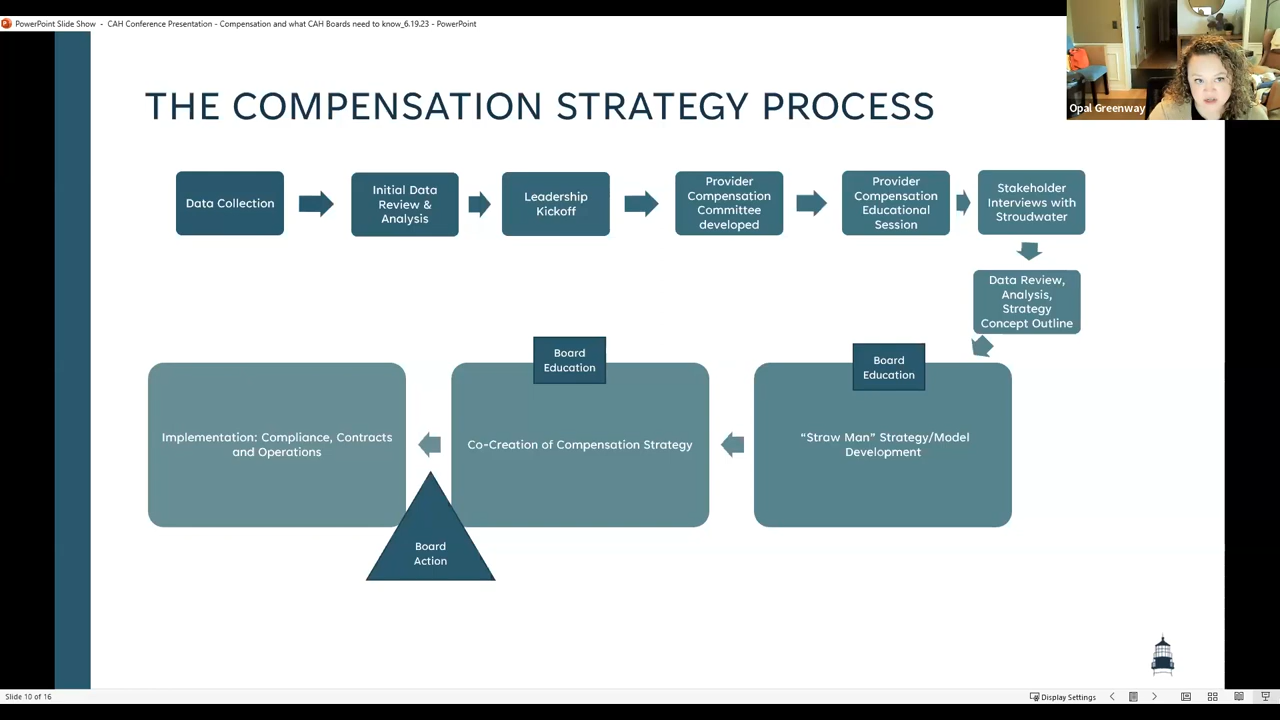 PowerPoint Slide Show - CAH Conference Presentation - Compensation and what CAH Boards need to know_6.19.23 - PowerPoint
Opal Greenway
THE COMPENSATION STRATEGY PROCESS
Data Collection
Initial Data
Review &
Analysis
Leadership
Kickoff
Provider
Compensation
Committee
developed
Provider
Compensation
Educational
Session
Stakeholder
Interviews with
Stroudwater
Data Review,
Analysis,
Strategy
Concept Outline
Board
Education
“Straw Man” Strategy/Model
Development
Board
Education
Co-Creation of Compensation Strategy
Board
Action
Implementation: Compliance, Contracts
and Operations
Slide 10 of 16
Display Settings